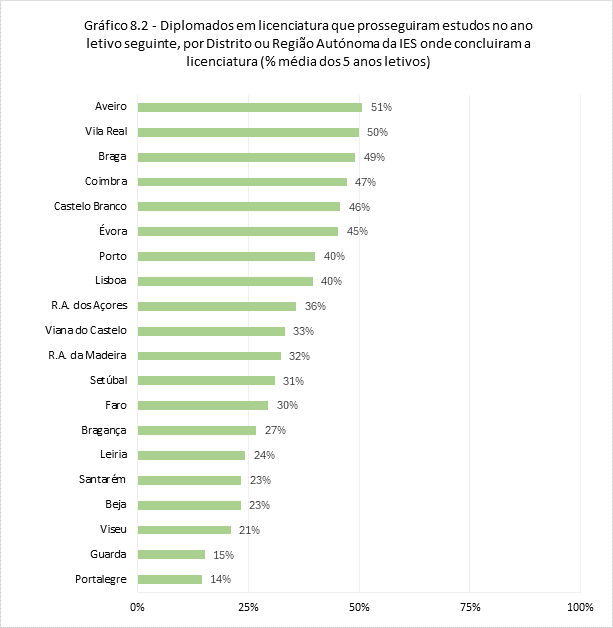 Gráfico 8.2 - Diplomados em licenciatura que prosseguiram estudos no ano
letivo seguinte, por Distrito ou Região Autónoma da IES onde concluiram a
licenciatura (% média dos 5 anos letivos)
Aveiro 51%
Vila Real 50%
Braga 49%
Coimbra 47%
Castelo Branco 46%
Évora 45%
Porto 40%
Lisboa 40%
R.A. dos Açores 36%
Viana do Castelo 33%
R.A. da Madeira 32%
Setúbal 31%
Faro 30%
Bragança 27%
Leiria 24%
Santarém 23%
Beja 23%
Viseu 21%
Guarda 15%
Portalegre 14%
0% 25% 50% 75% 100%